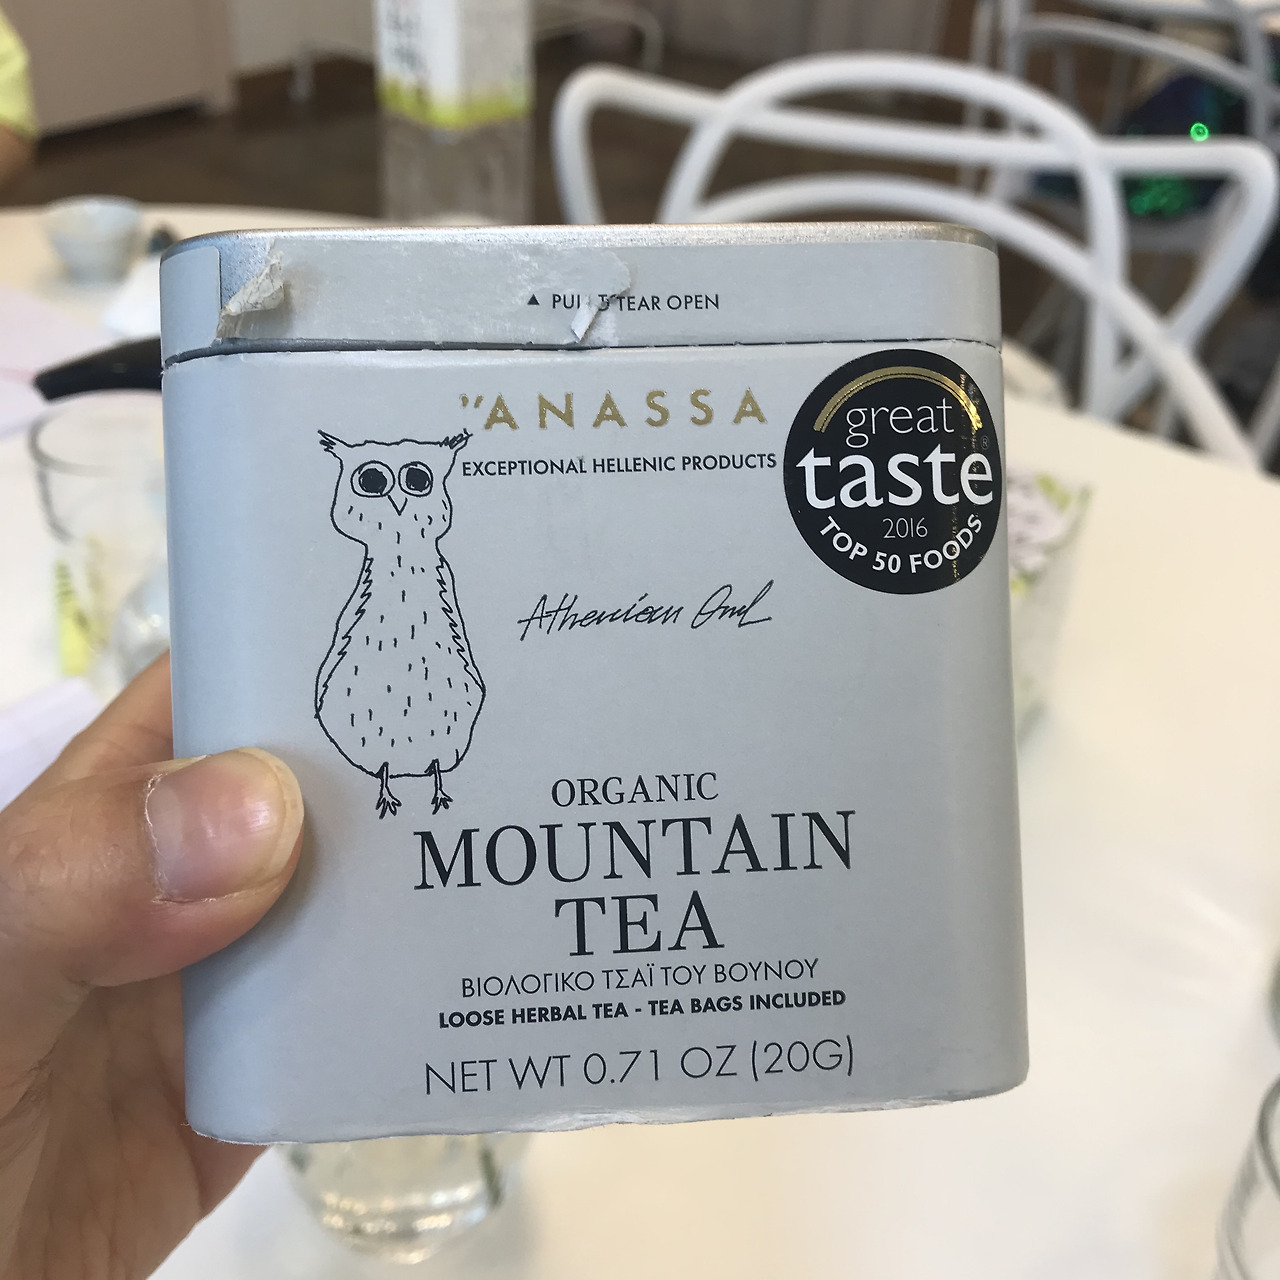 ▲ PULL TEAR OPEN
"ANASSA
EXCEPTIONAL HELLENIC PRODUCTS
great
taste®
2016
TOP 50 FOODS
Athenian Owl
ORGANIC
MOUNTAIN
TEA
ΒΙΟΛΟΓΙΚΟ ΤΣΑΪ ΤΟΥ ΒΟΥΝΟΥ
LOOSE HERBAL TEA - TEA BAGS INCLUDED
NET WT 0.71 OZ (20G)